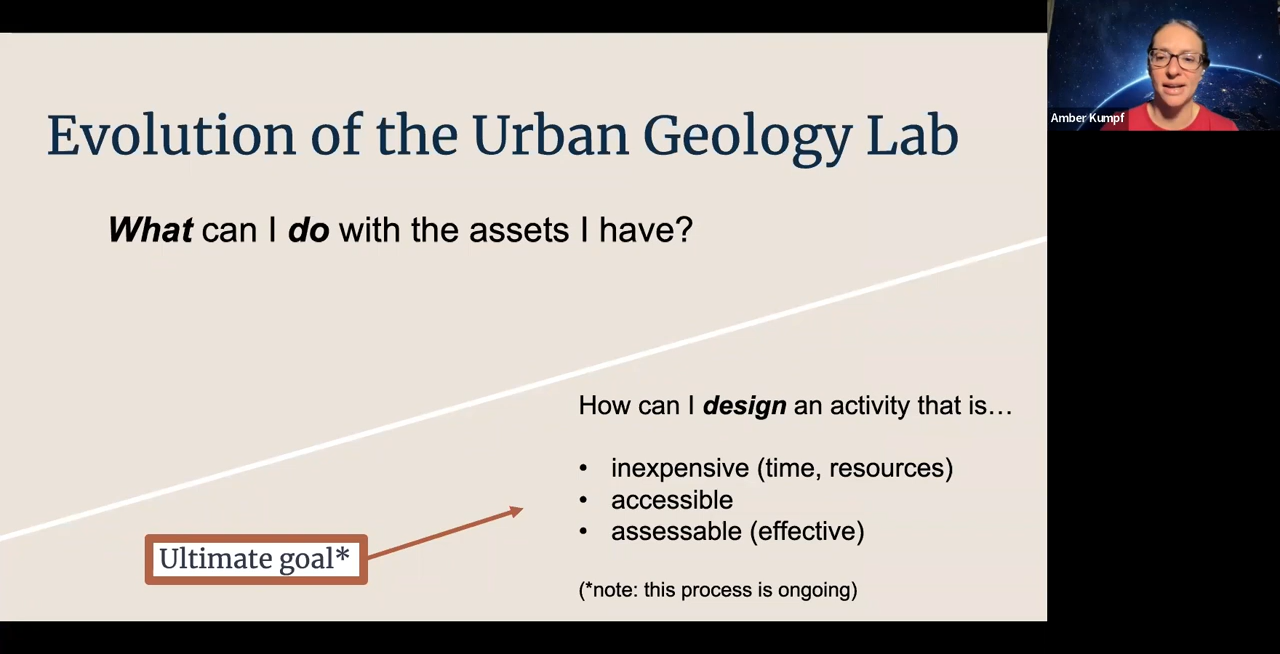 Evolution of the Urban Geology Lab
What can I do with the assets I have?
How can I design an activity that is…
• inexpensive (time, resources)
• accessible
• assessable (effective)
Ultimate goal*
(*note: this process is ongoing)
Amber Kumpf